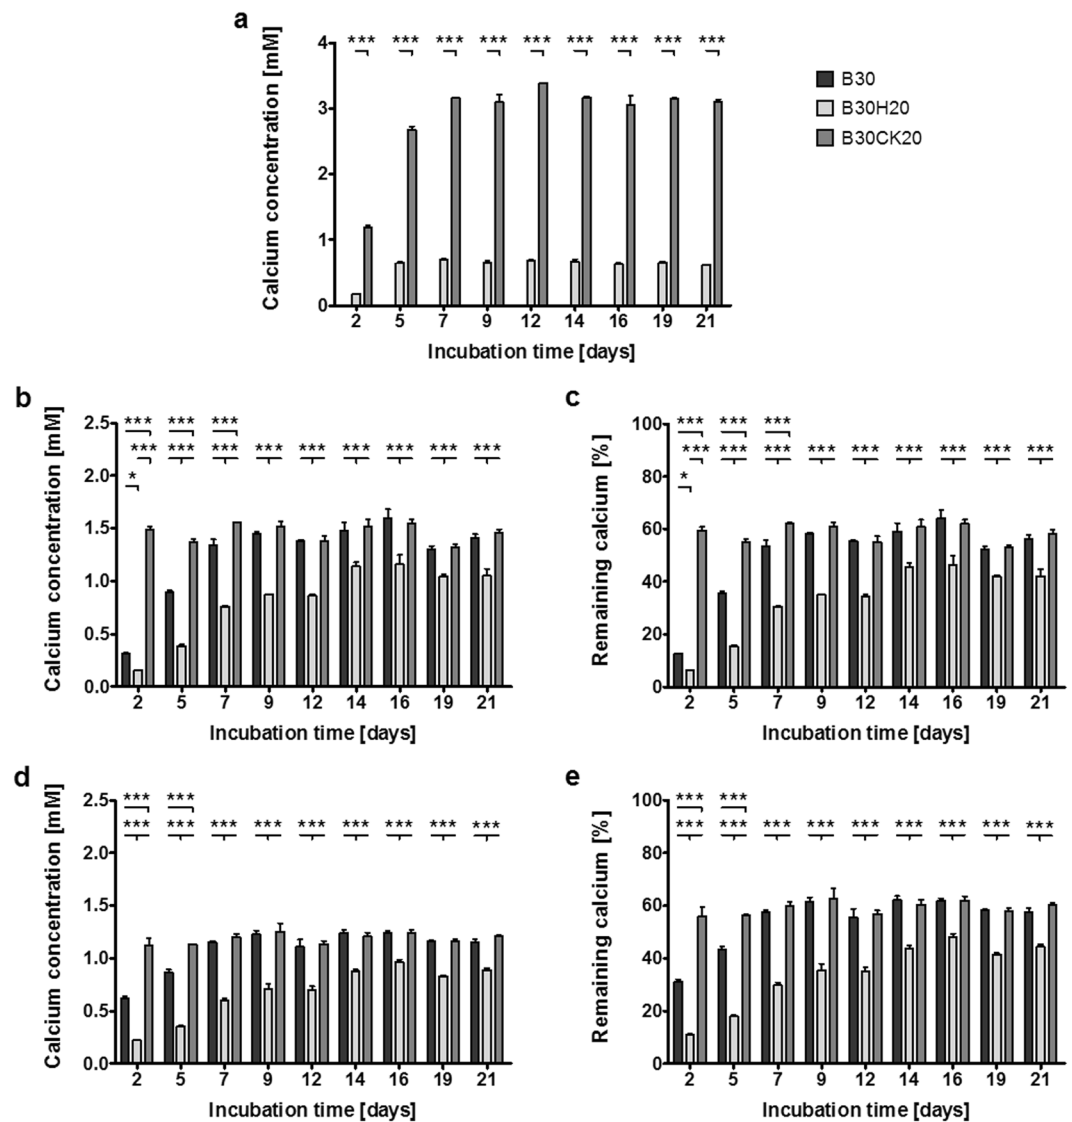 a
Calcium concentration [mM]
*** *** *** *** *** *** *** *** ***
4
3
2
1
0
2 5 7 9 12 14 16 19 21
Incubation time [days]
B30
B30H20
B30CK20
b
Calcium concentration [mM]
*** *** ***
*** *** *** *** *** *** *** *** ***
*
2.5
2.0
1.5
1.0
0.5
0.0
2 5 7 9 12 14 16 19 21
Incubation time [days]
c
Remaining calcium [%]
*** *** ***
*** *** *** *** *** *** *** *** ***
*
100
80
60
40
20
0
2 5 7 9 12 14 16 19 21
Incubation time [days]
d
Calcium concentration [mM]
*** ***
*** *** *** *** *** *** *** *** ***
2.5
2.0
1.5
1.0
0.5
0.0
2 5 7 9 12 14 16 19 21
Incubation time [days]
e
Remaining calcium [%]
*** ***
*** *** *** *** *** *** *** *** ***
100
80
60
40
20
0
2 5 7 9 12 14 16 19 21
Incubation time [days]